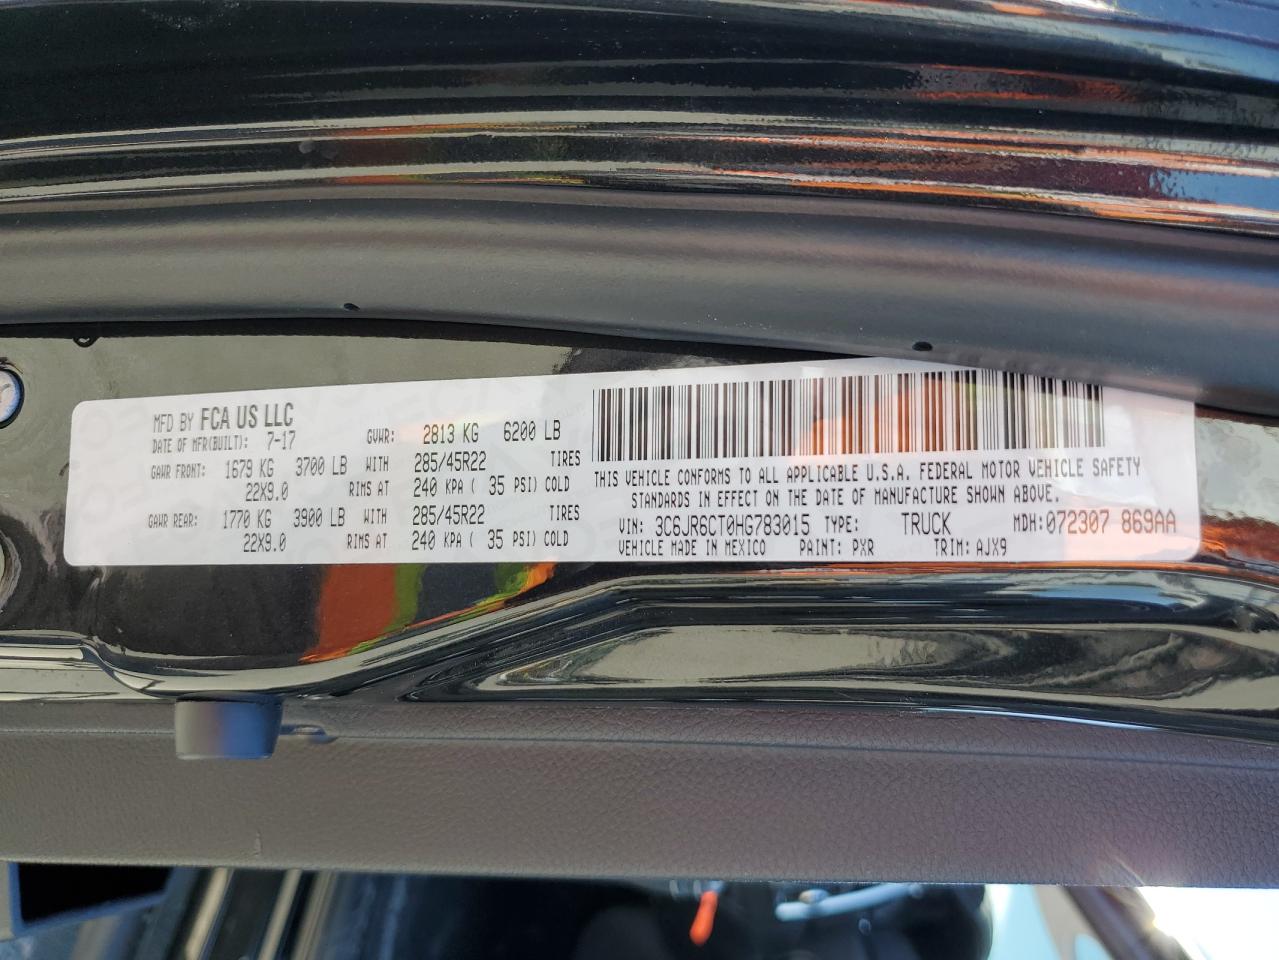 MFD BY FCA US LLC
DATE OF MFR(BUILT): 7-17 GVWR: 2813 KG 6200 LB
GAWR FRONT: 1679 KG 3700 LB WITH 285/45R22 TIRES
22X9.0 RIMS AT 240 KPA ( 35 PSI) COLD
GAWR REAR: 1770 KG 3900 LB WITH 285/45R22 TIRES
22X9.0 RIMS AT 240 KPA ( 35 PSI) COLD
THIS VEHICLE CONFORMS TO ALL APPLICABLE U.S.A. FEDERAL MOTOR VEHICLE SAFETY
STANDARDS IN EFFECT ON THE DATE OF MANUFACTURE SHOWN ABOVE.
VIN: 3C6JR6CT0HG783015 TYPE: TRUCK MDH: 072307 869AA
VEHICLE MADE IN MEXICO PAINT: PXR TRIM: AJX9